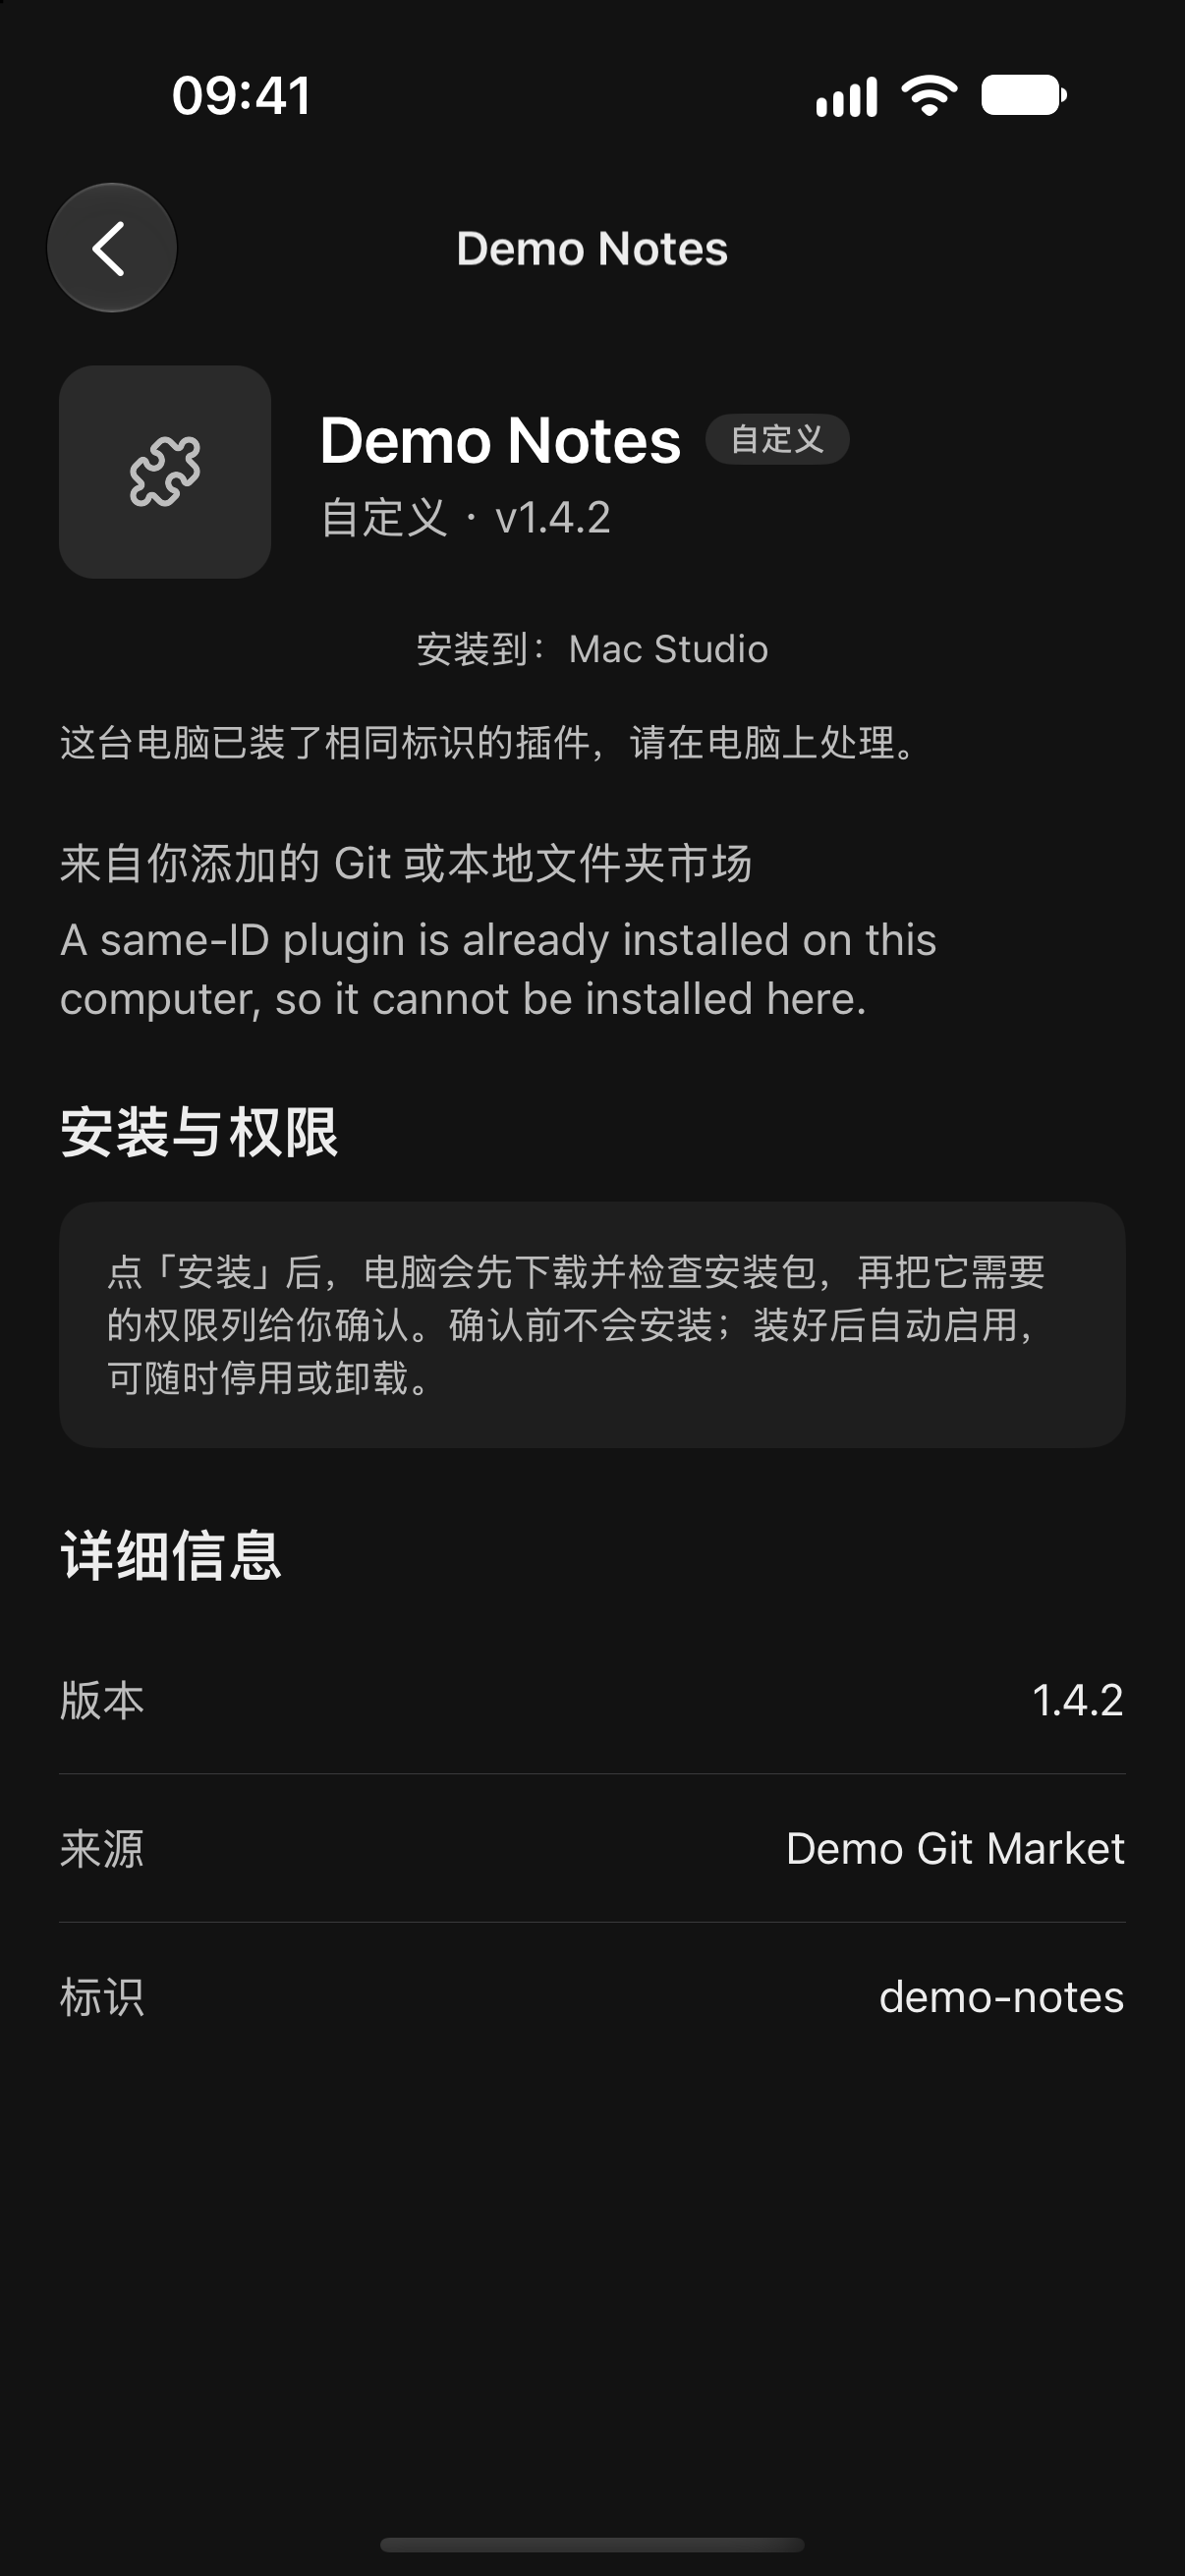 09:41
Demo Notes
Demo Notes 自定义
自定义 · v1.4.2
安装到：Mac Studio
这台电脑已装了相同标识的插件，请在电脑上处理。
来自你添加的 Git 或本地文件夹市场
A same-ID plugin is already installed on this
computer, so it cannot be installed here.
安装与权限
点「安装」后，电脑会先下载并检查安装包，再把它需要
的权限列给你确认。确认前不会安装；装好后自动启用，
可随时停用或卸载。
详细信息
版本 1.4.2
来源 Demo Git Market
标识 demo-notes